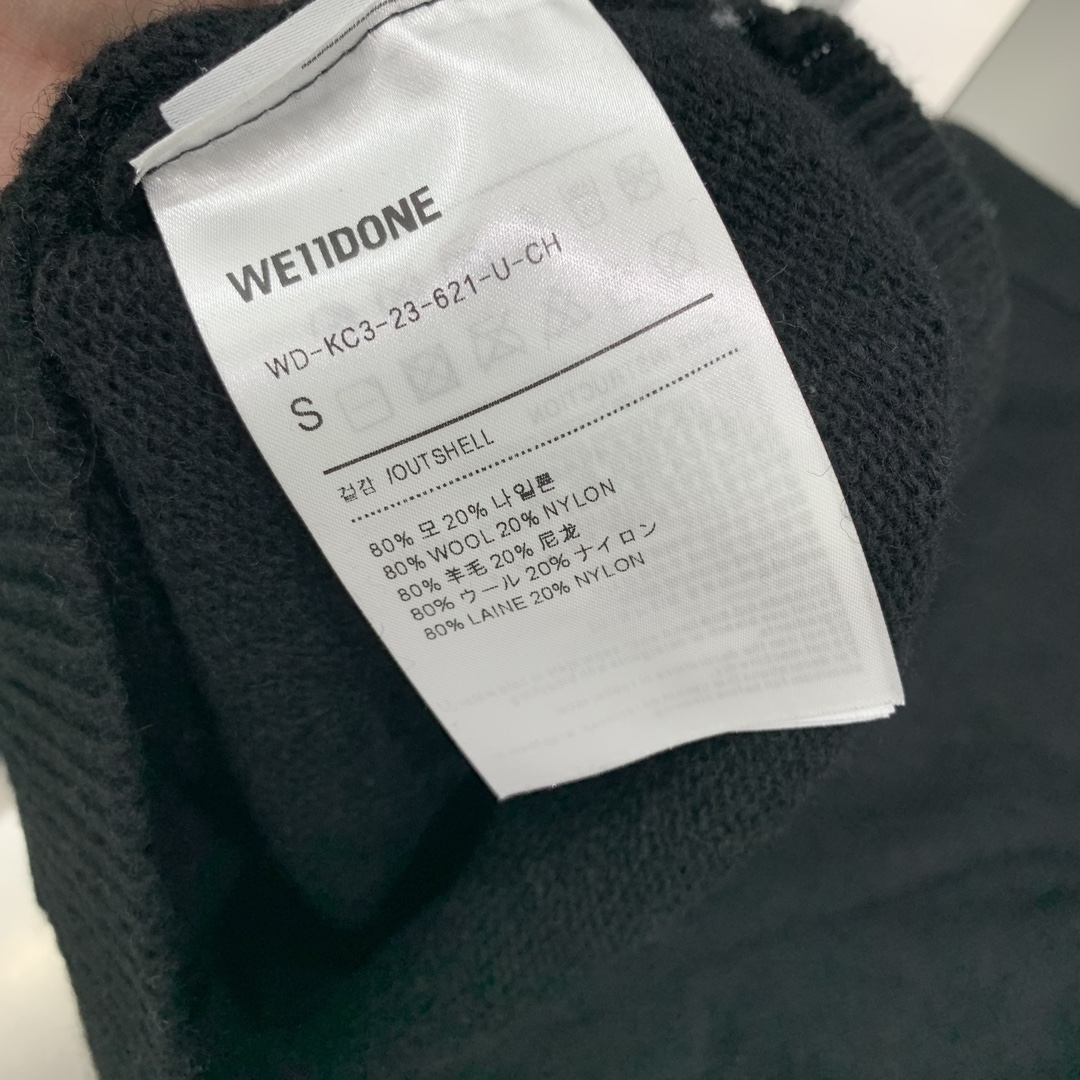 WE11DONE
WD-KC3-23-621-U-CH
S
겉감 /OUTSHELL
80% 모 20% 나일론
80% WOOL 20% NYLON
80% 羊毛 20% 尼龙
80% ウール 20% ナイロン
80% LAINE 20% NYLON